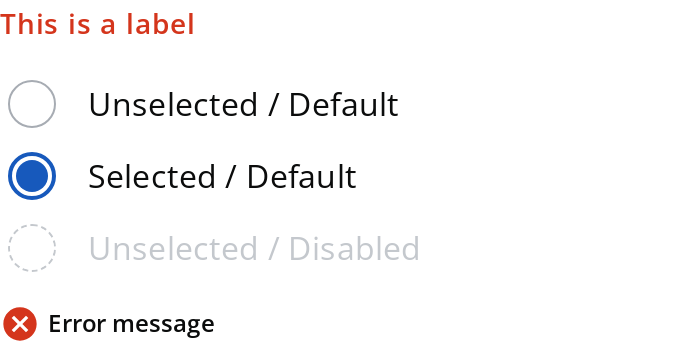 This is a label
Unselected / Default
Selected / Default
Unselected / Disabled
Error message